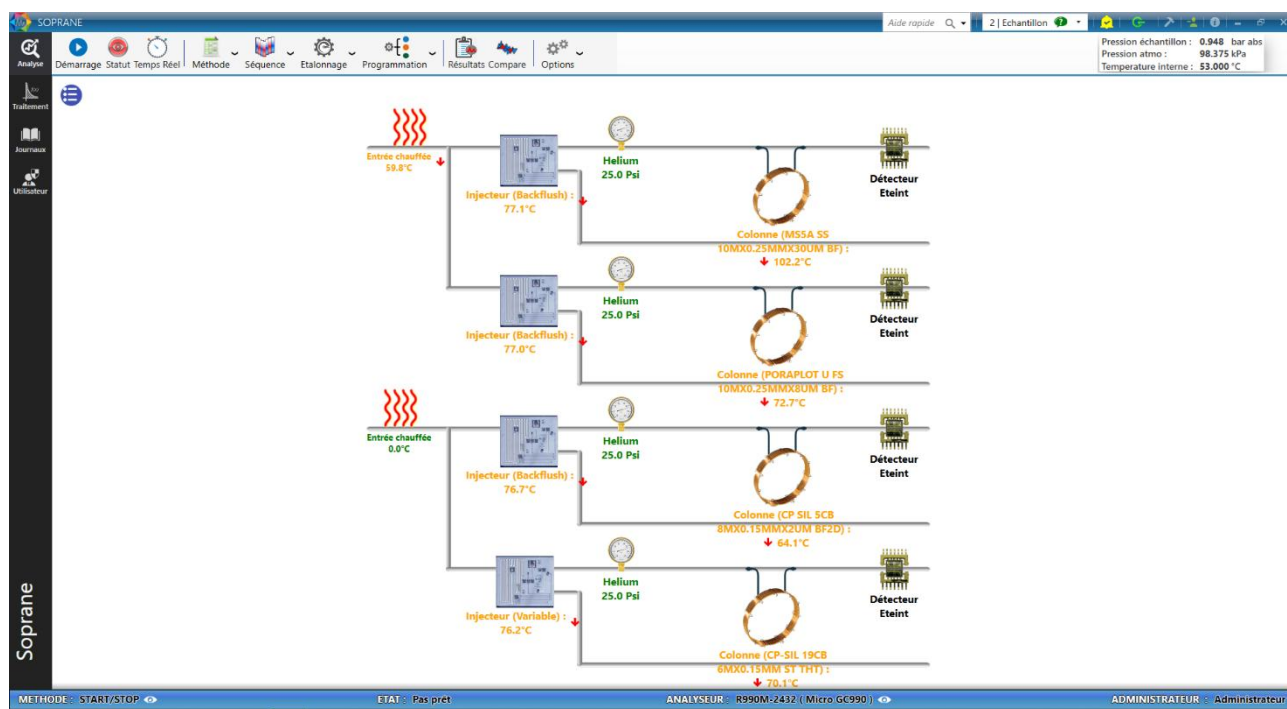 SOPRANE
Aide rapide
2 | Echantillon
Analyse
Démarrage Statut Temps Réel Méthode Séquence Etalonnage Programmation Résultats Compare Options
Pression échantillon : 0.948 bar abs
Pression atmo : 98.375 kPa
Temperature interne : 53.000 °C
Traitement
Journaux
Utilisateur
Entrée chauffée
59.8°C
Injecteur (Backflush) :
77.1°C
Helium
25.0 Psi
Colonne (MS5A SS
10MX0.25MMX30UM BF) :
102.2°C
Détecteur
Eteint
Injecteur (Backflush) :
77.0°C
Helium
25.0 Psi
Colonne (PORAPLOT U FS
10MX0.25MMX8UM BF) :
72.7°C
Détecteur
Eteint
Entrée chauffée
0.0°C
Injecteur (Backflush) :
76.7°C
Helium
25.0 Psi
Colonne (CP SIL 5CB
8MX0.15MMX2UM BF2D) :
64.1°C
Détecteur
Eteint
Injecteur (Variable) :
76.2°C
Helium
25.0 Psi
Colonne (CP-SIL 19CB
6MX0.15MM ST THT) :
70.1°C
Détecteur
Eteint
Soprane
METHODE : START/STOP ETAT : Pas prêt ANALYSEUR : R990M-2432 ( Micro GC990 ) ADMINISTRATEUR : Administrateur